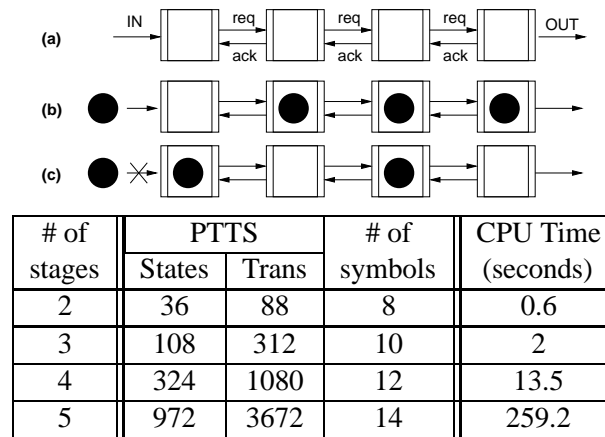 IN req req req OUT
(a)
ack ack ack
(b)
(c)
# of PTTS # of CPU Time
stages States Trans symbols (seconds)
2 36 88 8 0.6
3 108 312 10 2
4 324 1080 12 13.5
5 972 3672 14 259.2